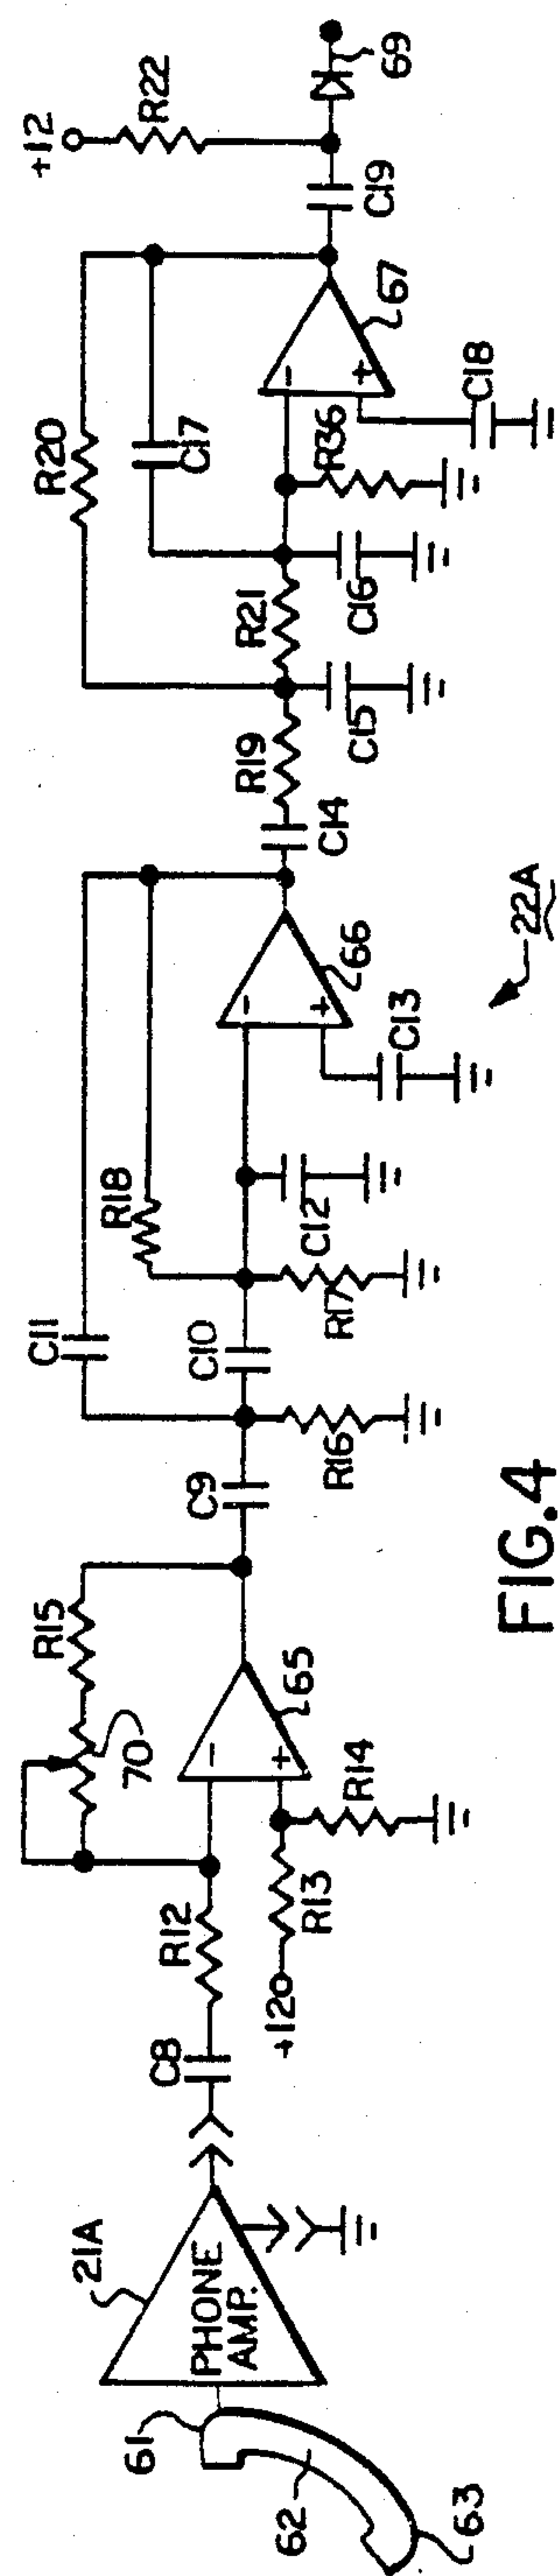 61
62
63
21A
PHONE
AMP.
C8
R12
+12
R13
R14
70
R15
65
C9
R16
C11
C10
R17
R18
C12
C13
66
C14
R19
C15
R21
C16
R20
C17
R36
C18
67
C19
+12
R22
69
22A
FIG.4